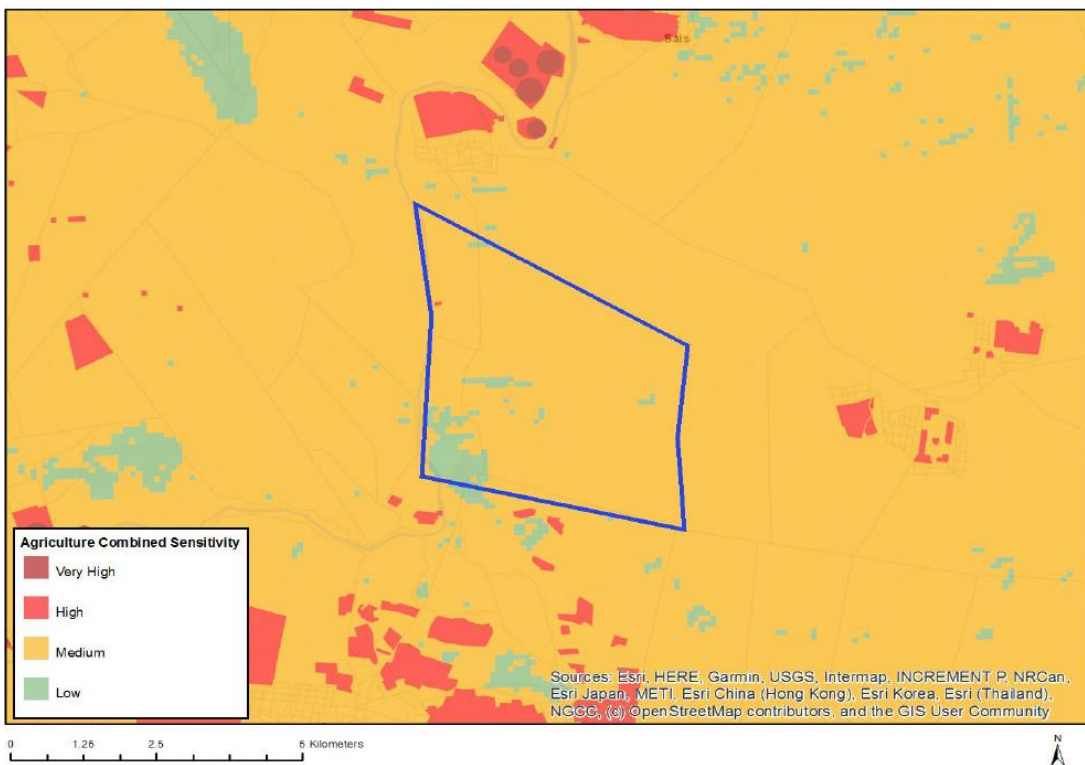 Sais
Agriculture Combined Sensitivity
Very High
High
Medium
Low
Sources: Esri, HERE, Garmin, USGS, Intermap, INCREMENT P, NRCan,
Esri Japan, METI, Esri China (Hong Kong), Esri Korea, Esri (Thailand),
NGCC, (c) OpenStreetMap contributors, and the GIS User Community
0 1.25 2.5 5 Kilometers
N